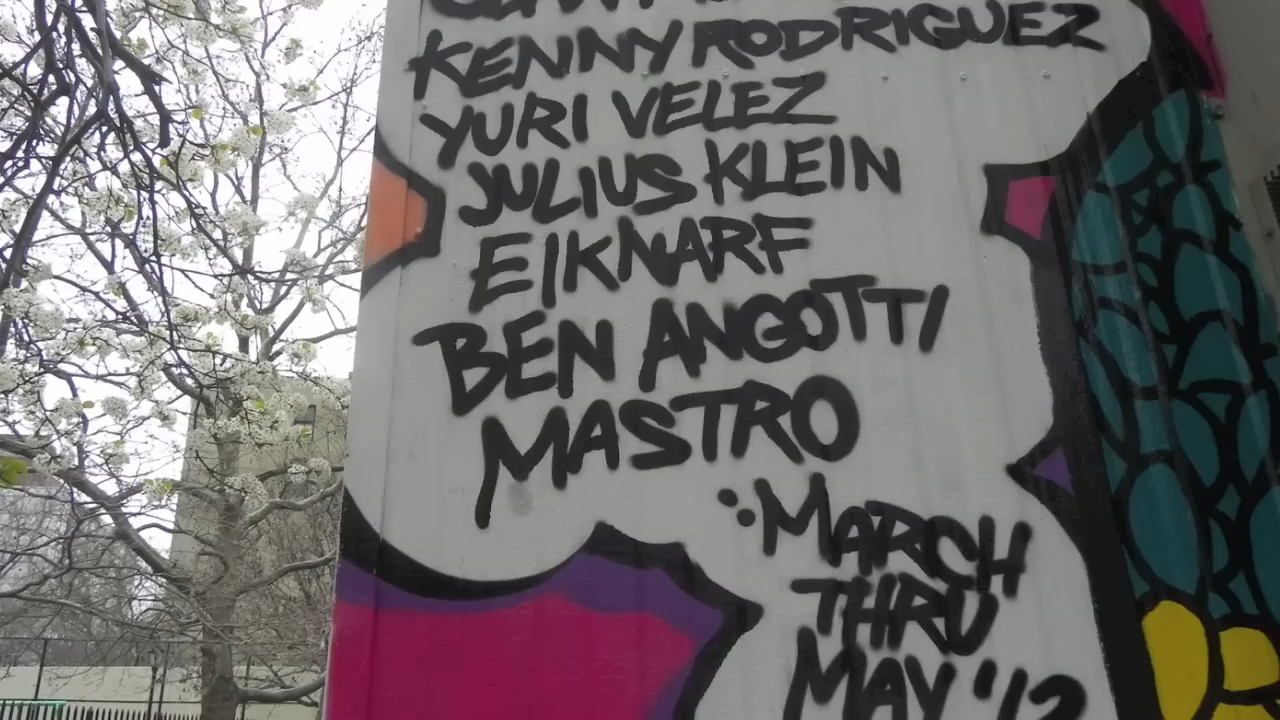 KENNY RODRIGUEZ
YURI VELEZ
JULIUS KLEIN
EIKNARF
BEN ANGOTTI
MASTRO
:MARCH
THRU
MAY '12